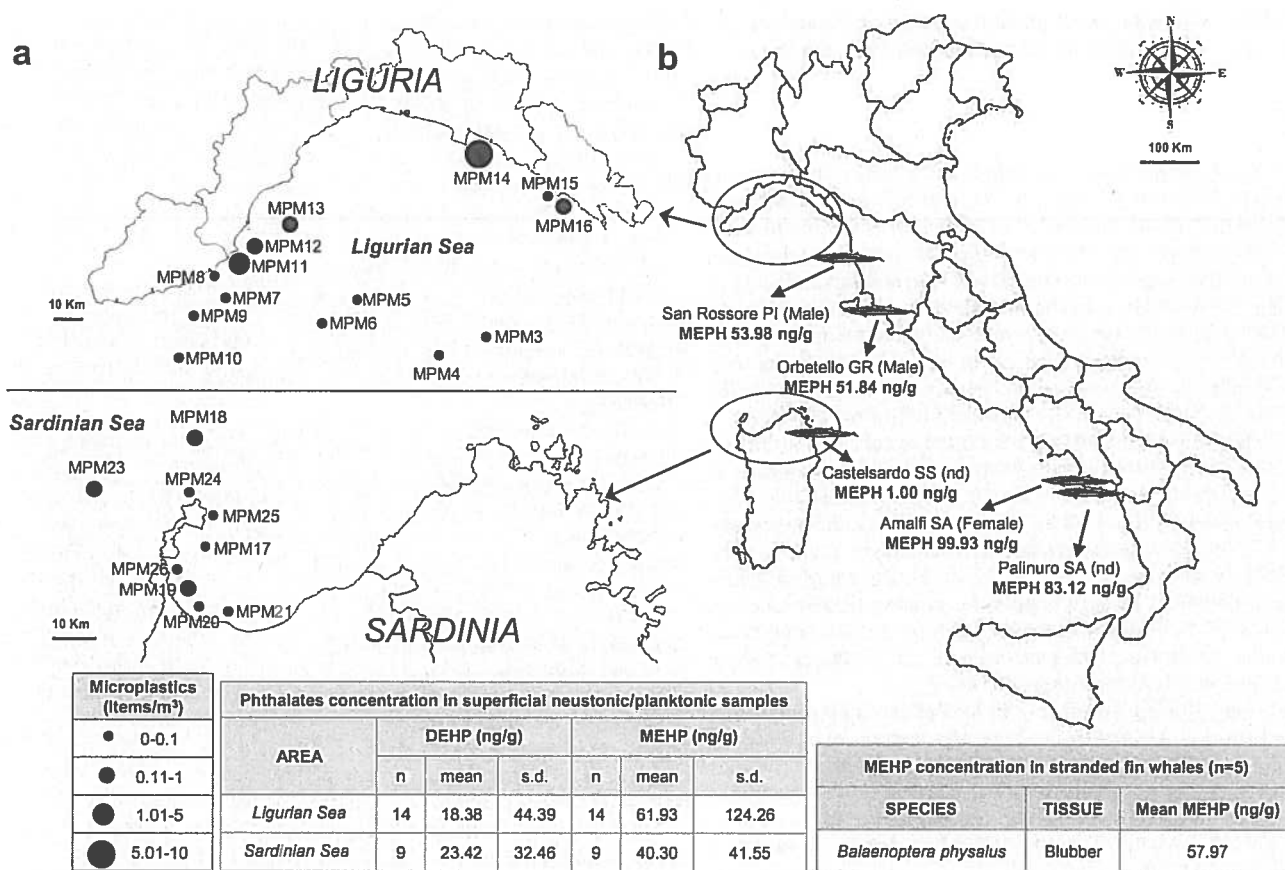 a
LIGURIA
MPM14
MPM15
MPM16
MPM13
MPM12
MPM11
Ligurian Sea
MPM8
MPM7
MPM9
MPM5
MPM6
MPM3
MPM10
MPM4
10 Km
Sardinian Sea
MPM18
MPM23
MPM24
MPM25
MPM17
MPM26
MPM19
MPM20
MPM21
10 Km
SARDINIA
b
N
W
E
S
100 Km
San Rossore PI (Male)
MEPH 53.98 ng/g
Orbetello GR (Male)
MEPH 51.84 ng/g
Castelsardo SS (nd)
MEPH 1.00 ng/g
Amalfi SA (Female)
MEPH 99.93 ng/g
Palinuro SA (nd)
MEPH 83.12 ng/g
Microplastics
(Items/m³)
0-0.1
0.11-1
1.01-5
5.01-10
Phthalates concentration in superficial neustonic/planktonic samples
AREA DEHP (ng/g) MEHP (ng/g)
n mean s.d. n mean s.d.
Ligurian Sea 14 18.38 44.39 14 61.93 124.26
Sardinian Sea 9 23.42 32.46 9 40.30 41.55
MEHP concentration in stranded fin whales (n=5)
SPECIES TISSUE Mean MEHP (ng/g)
Balaenoptera physalus Blubber 57.97